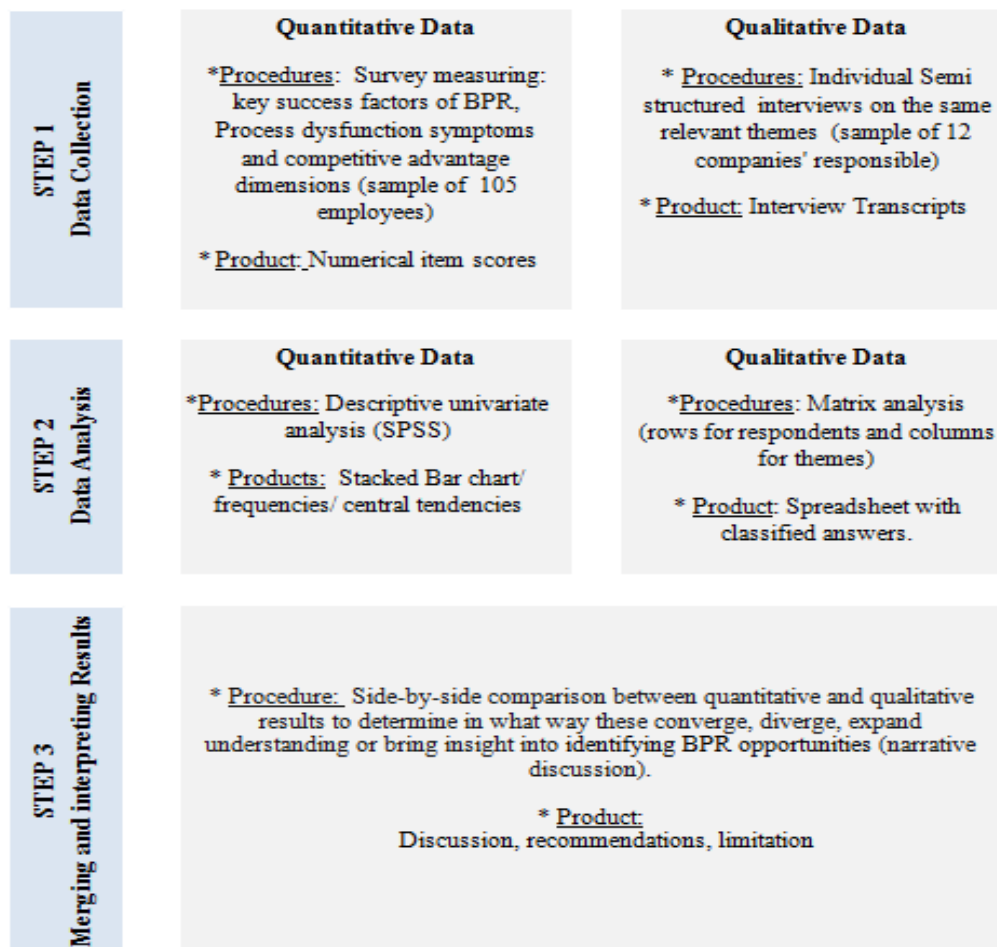 STEP 1
Data Collection
Quantitative Data
*Procedures: Survey measuring:
key success factors of BPR,
Process dysfunction symptoms
and competitive advantage
dimensions (sample of 105
employees)
* Product: Numerical item scores
Qualitative Data
* Procedures: Individual Semi
structured interviews on the same
relevant themes (sample of 12
companies' responsible)
* Product: Interview Transcripts
STEP 2
Data Analysis
Quantitative Data
*Procedures: Descriptive univariate
analysis (SPSS)
* Products: Stacked Bar chart/
frequencies/ central tendencies
Qualitative Data
*Procedures: Matrix analysis
(rows for respondents and columns
for themes)
* Product: Spreadsheet with
classified answers.
STEP 3
Merging and interpreting Results
* Procedure: Side-by-side comparison between quantitative and qualitative
results to determine in what way these converge, diverge, expand
understanding or bring insight into identifying BPR opportunities (narrative
discussion).
* Product:
Discussion, recommendations, limitation